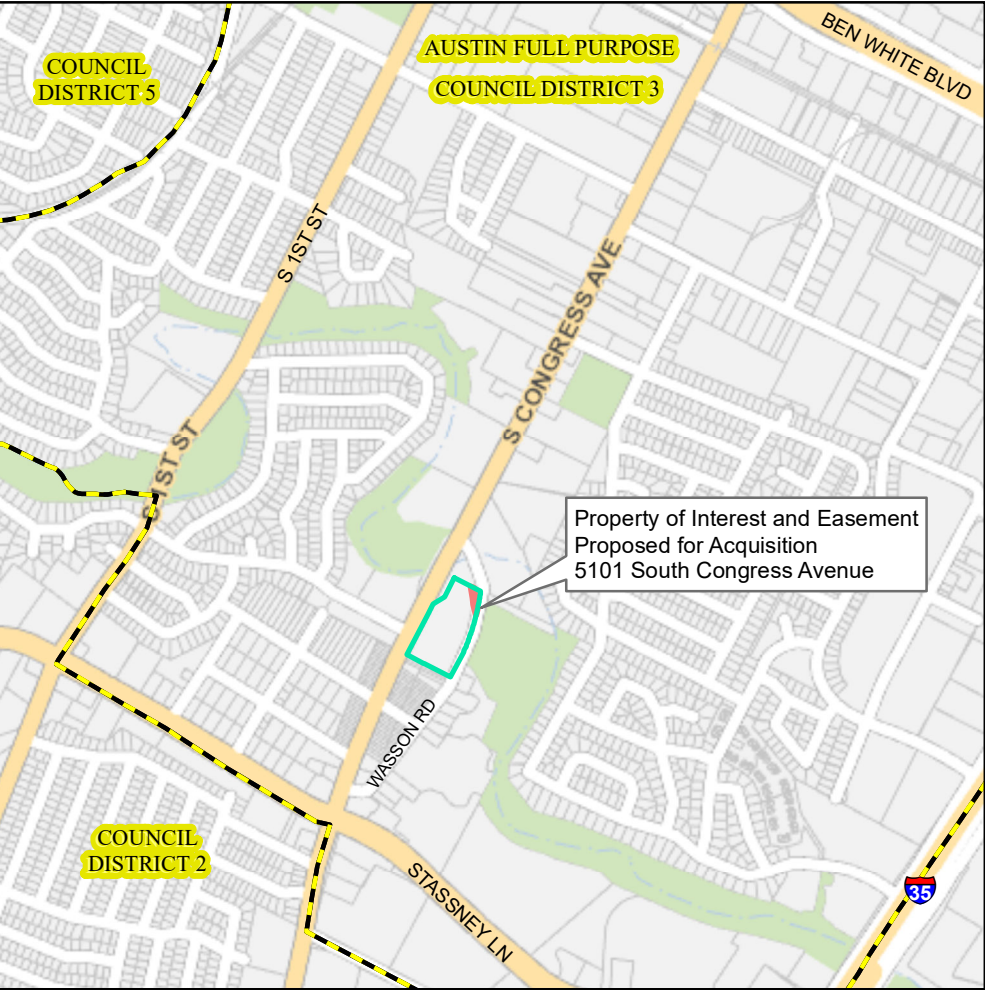 COUNCIL
DISTRICT 5
AUSTIN FULL PURPOSE
COUNCIL DISTRICT 3
BEN WHITE BLVD
S 1ST ST
S CONGRESS AVE
S 1ST ST
Property of Interest and Easement
Proposed for Acquisition
5101 South Congress Avenue
WASSON RD
COUNCIL
DISTRICT 2
STASSNEY LN
35